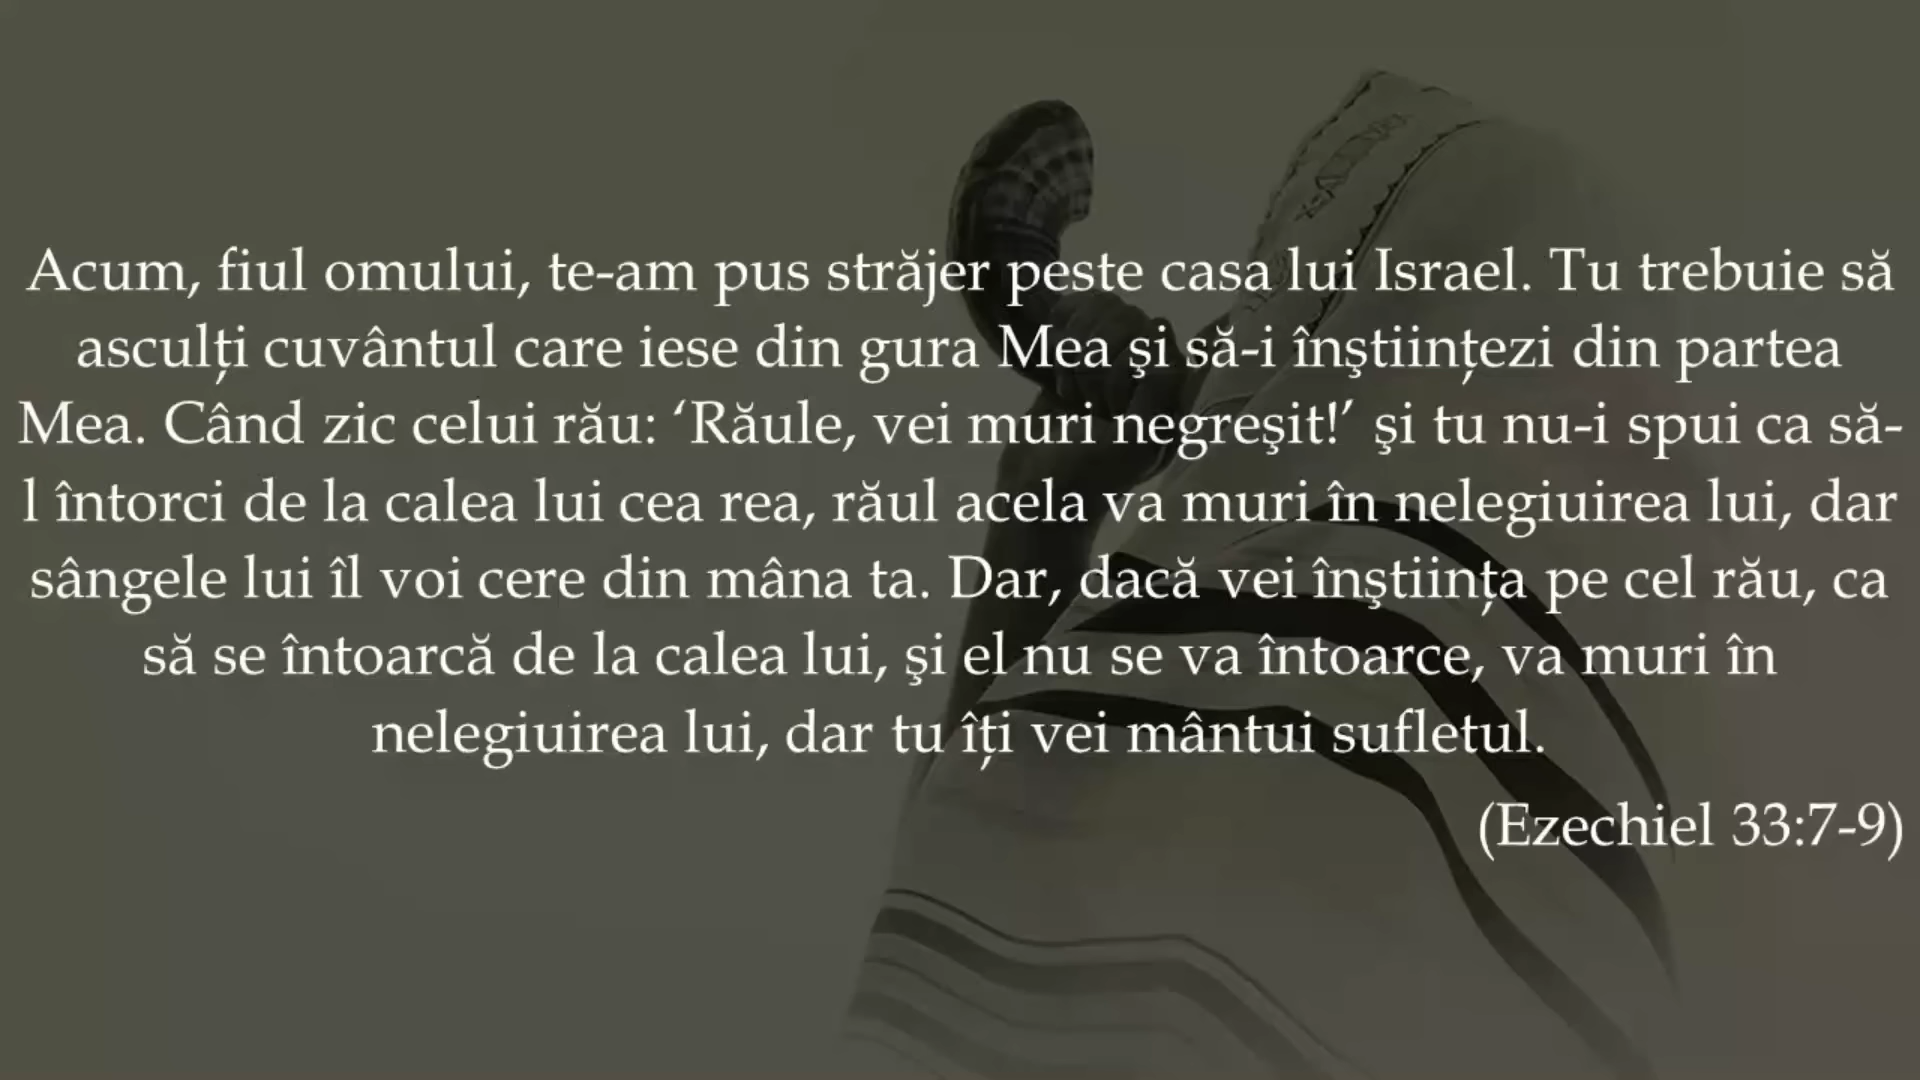 Acum, fiul omului, te-am pus străjer peste casa lui Israel. Tu trebuie să
asculți cuvântul care iese din gura Mea şi să-i înştiințezi din partea
Mea. Când zic celui rău: ‘Răule, vei muri negreşit!’ şi tu nu-i spui ca să-
l întorci de la calea lui cea rea, răul acela va muri în nelegiuirea lui, dar
sângele lui îl voi cere din mâna ta. Dar, dacă vei înştiința pe cel rău, ca
să se întoarcă de la calea lui, şi el nu se va întoarce, va muri în
nelegiuirea lui, dar tu îți vei mântui sufletul.
(Ezechiel 33:7-9)